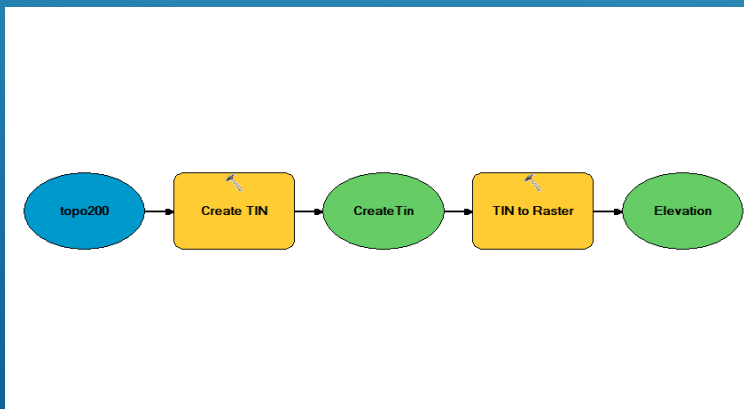 topo200
Create TIN
CreateTin
TIN to Raster
Elevation